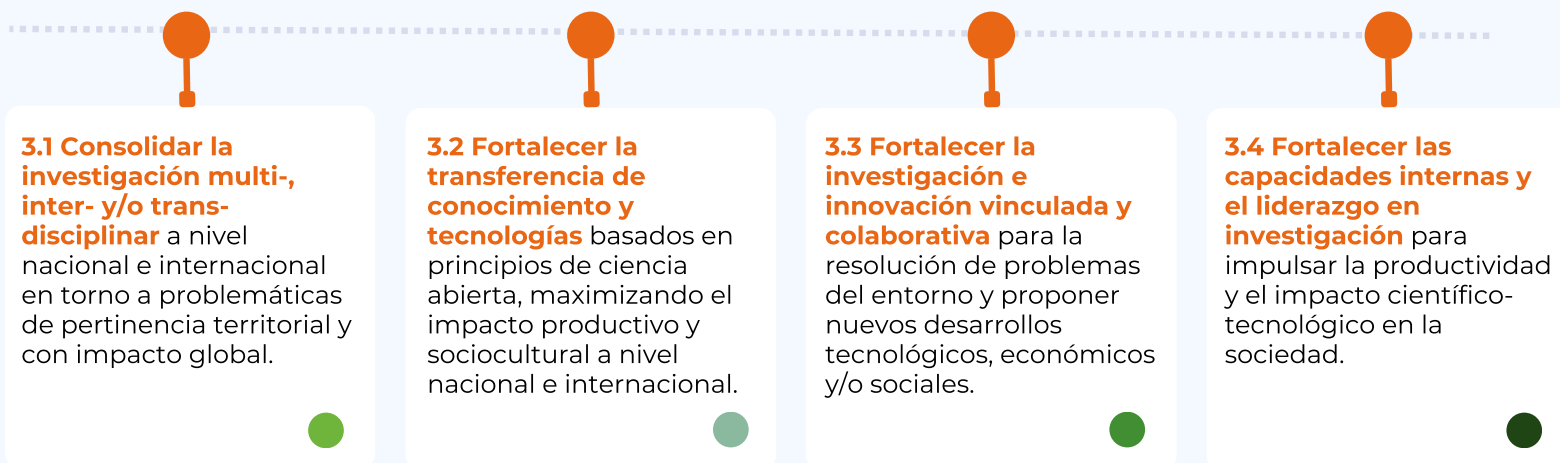 3.1 Consolidar la
investigación multi-,
inter- y/o trans-
disciplinar a nivel
nacional e internacional
en torno a problemáticas
de pertinencia territorial y
con impacto global.
3.2 Fortalecer la
transferencia de
conocimiento y
tecnologías basados en
principios de ciencia
abierta, maximizando el
impacto productivo y
sociocultural a nivel
nacional e internacional.
3.3 Fortalecer la
investigación e
innovación vinculada y
colaborativa para la
resolución de problemas
del entorno y proponer
nuevos desarrollos
tecnológicos, económicos
y/o sociales.
3.4 Fortalecer las
capacidades internas y
el liderazgo en
investigación para
impulsar la productividad
y el impacto científico-
tecnológico en la
sociedad.